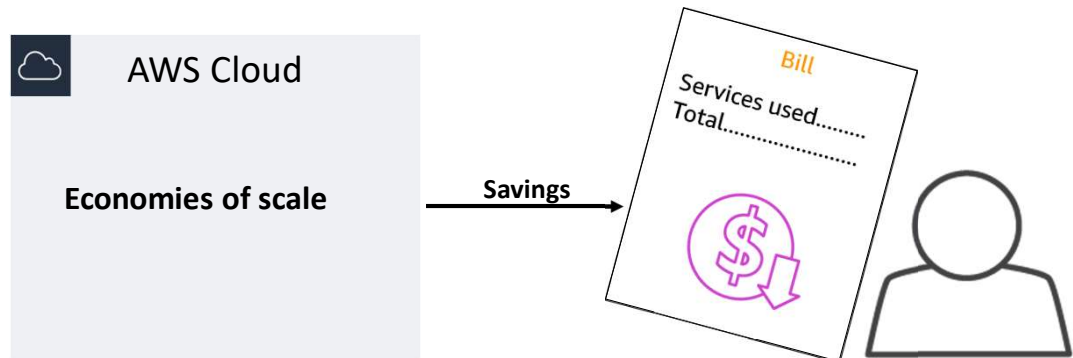 AWS Cloud
Economies of scale
Savings
Bill
Services used.........
Total.......................